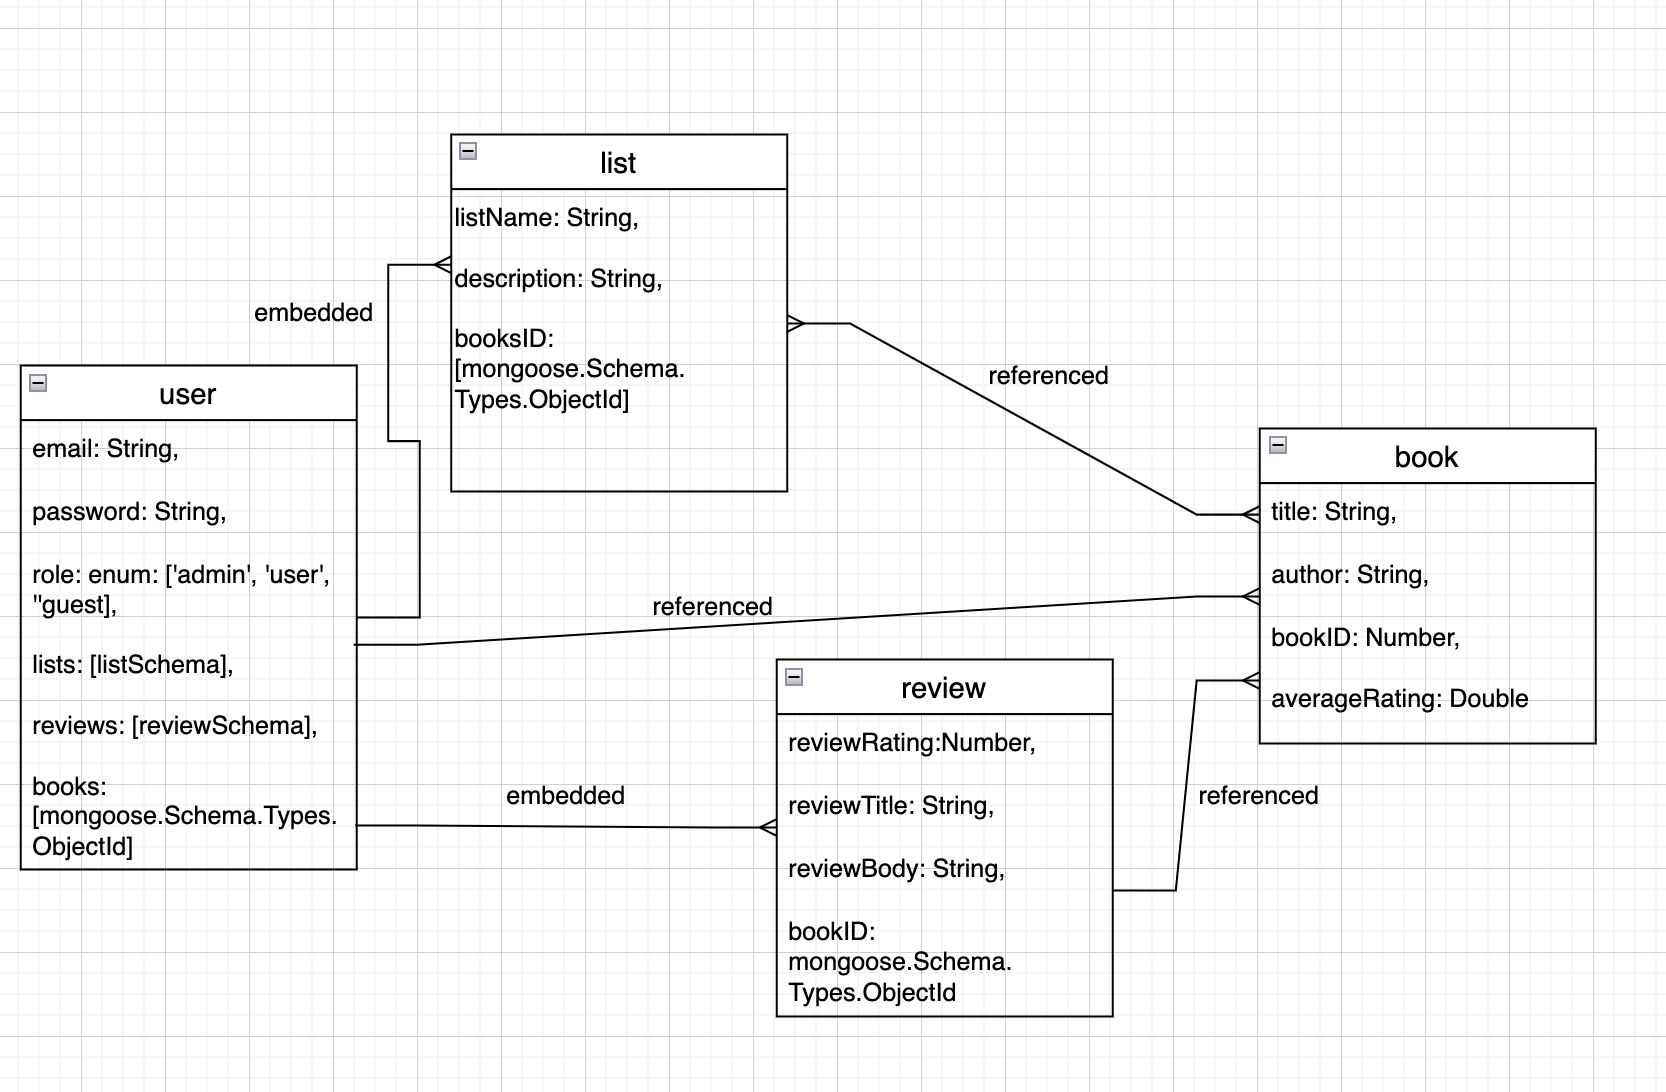 list
listName: String,
description: String,
booksID:
[mongoose.Schema.
Types.ObjectId]
embedded
referenced
user
email: String,
password: String,
role: enum: ['admin', 'user',
"guest],
lists: [listSchema],
reviews: [reviewSchema],
books:
[mongoose.Schema.Types.
ObjectId]
referenced
embedded
review
reviewRating:Number,
reviewTitle: String,
reviewBody: String,
bookID:
mongoose.Schema.
Types.ObjectId
referenced
book
title: String,
author: String,
bookID: Number,
averageRating: Double